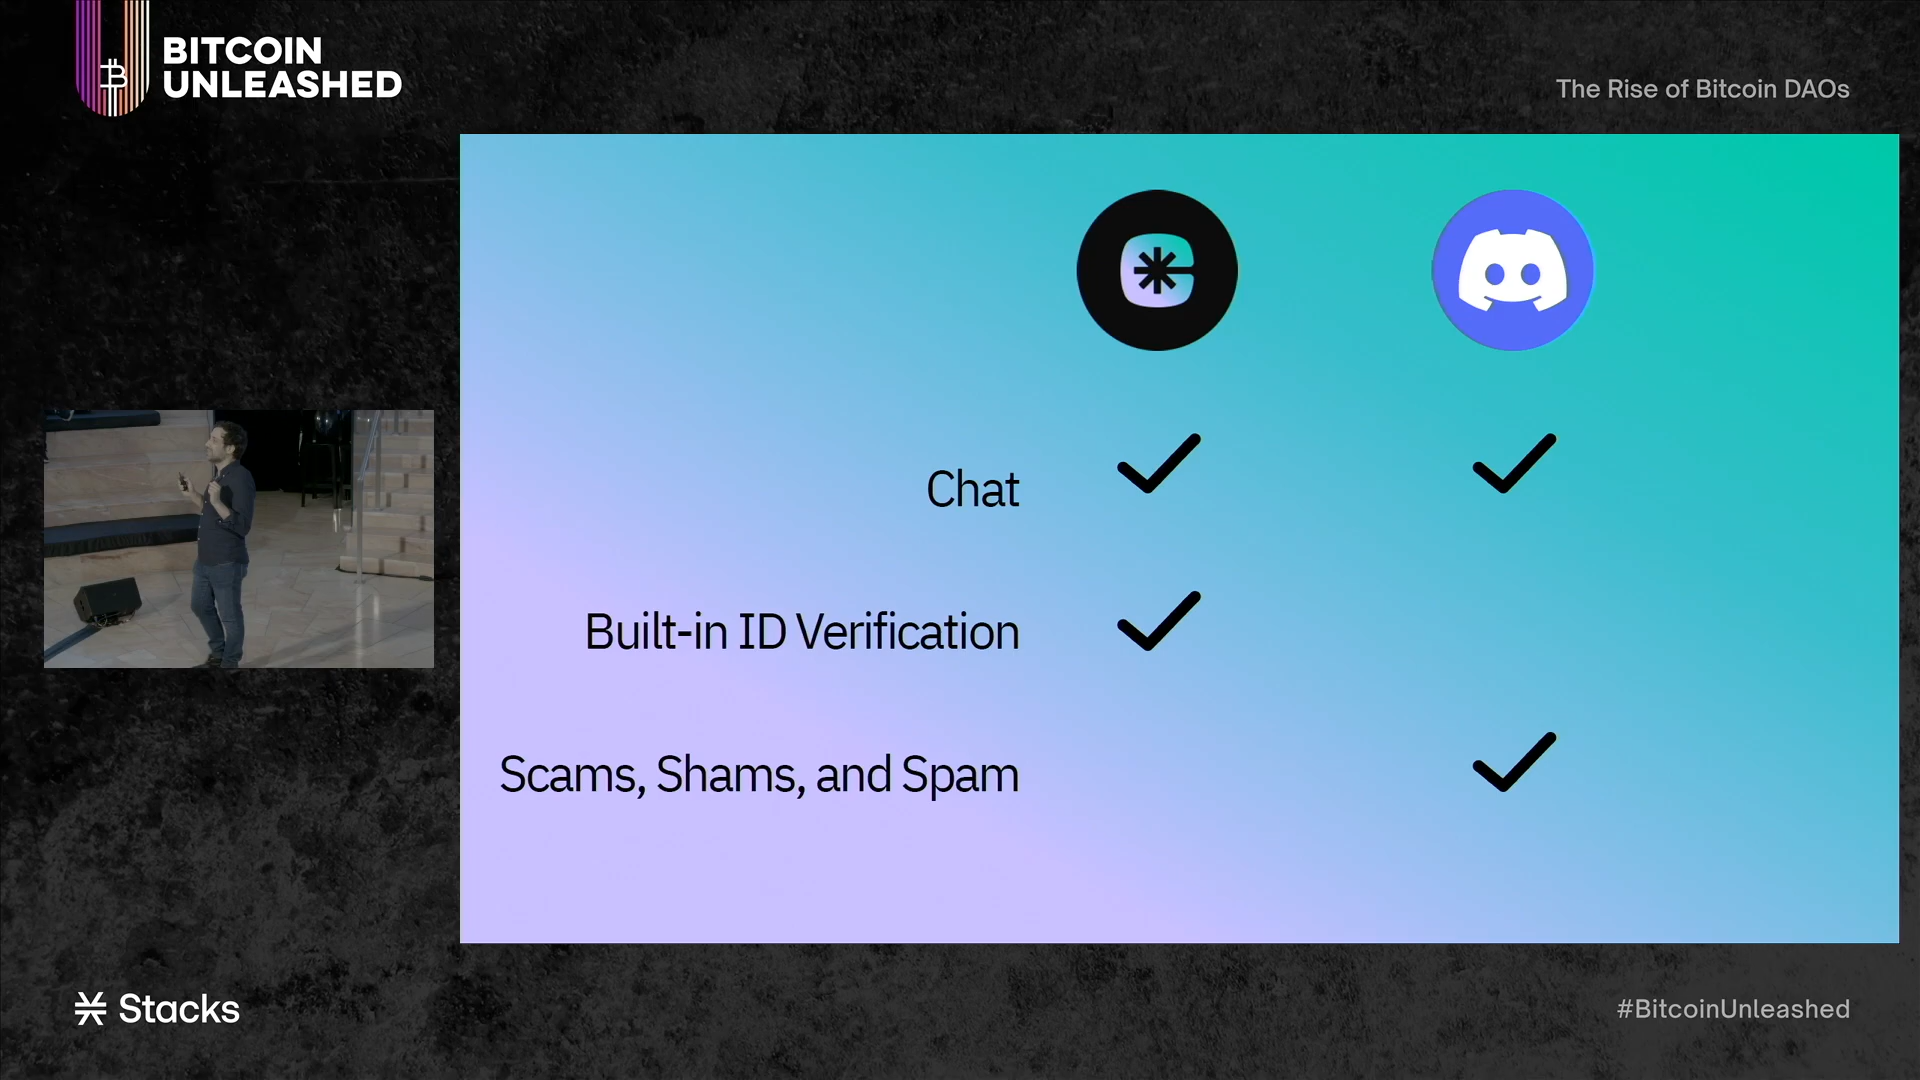 BITCOIN
UNLEASHED
The Rise of Bitcoin DAOs
Chat
Built-in ID Verification
Scams, Shams, and Spam
Stacks
#BitcoinUnleashed